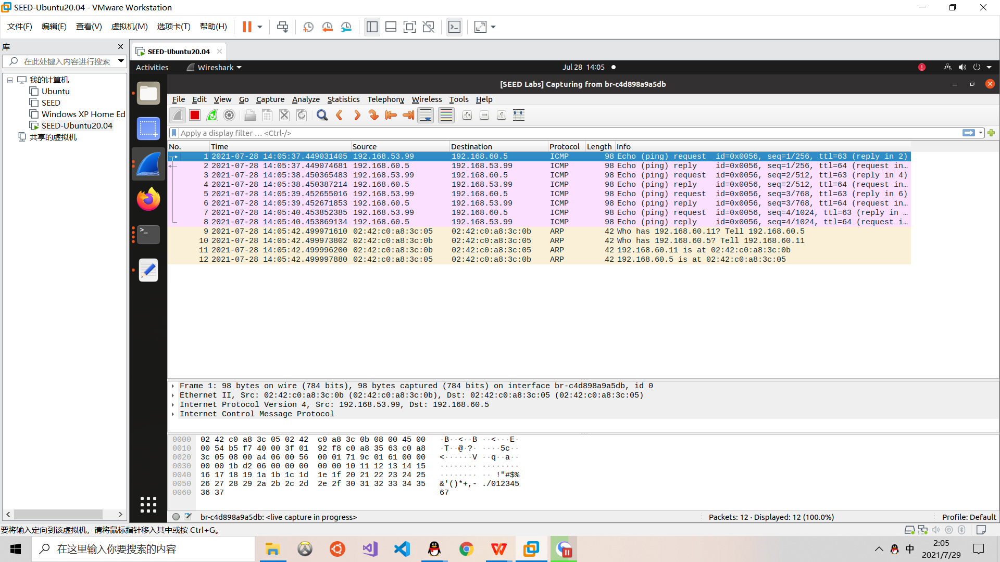 SEED-Ubuntu20.04 - VMware Workstation
文件(F) 编辑(E) 查看(V) 虚拟机(M) 选项卡(T) 帮助(H)
库
在此处键入内容进行搜索
我的计算机
Ubuntu
SEED
Windows XP Home Ed
SEED-Ubuntu20.04
共享的虚拟机
SEED-Ubuntu20.04
Activities Wireshark Jul 28 14:05
[SEED Labs] Capturing from br-c4d898a9a5db
File Edit View Go Capture Analyze Statistics Telephony Wireless Tools Help
Apply a display filter … <Ctrl-/>
No. Time Source Destination Protocol Length Info
1 2021-07-28 14:05:37.449031405 192.168.53.99 192.168.60.5 ICMP 98 Echo (ping) request id=0x0056, seq=1/256, ttl=63 (reply in 2)
2 2021-07-28 14:05:37.449074681 192.168.60.5 192.168.53.99 ICMP 98 Echo (ping) reply id=0x0056, seq=1/256, ttl=64 (request in…
3 2021-07-28 14:05:38.450365483 192.168.53.99 192.168.60.5 ICMP 98 Echo (ping) request id=0x0056, seq=2/512, ttl=63 (reply in 4)
4 2021-07-28 14:05:38.450387214 192.168.60.5 192.168.53.99 ICMP 98 Echo (ping) reply id=0x0056, seq=2/512, ttl=64 (request in…
5 2021-07-28 14:05:39.452655016 192.168.53.99 192.168.60.5 ICMP 98 Echo (ping) request id=0x0056, seq=3/768, ttl=63 (reply in 6)
6 2021-07-28 14:05:39.452671853 192.168.60.5 192.168.53.99 ICMP 98 Echo (ping) reply id=0x0056, seq=3/768, ttl=64 (request in…
7 2021-07-28 14:05:40.453852385 192.168.53.99 192.168.60.5 ICMP 98 Echo (ping) request id=0x0056, seq=4/1024, ttl=63 (reply in …
8 2021-07-28 14:05:40.453869134 192.168.60.5 192.168.53.99 ICMP 98 Echo (ping) reply id=0x0056, seq=4/1024, ttl=64 (request i…
9 2021-07-28 14:05:42.499971610 02:42:c0:a8:3c:05 02:42:c0:a8:3c:0b ARP 42 Who has 192.168.60.11? Tell 192.168.60.5
10 2021-07-28 14:05:42.499973802 02:42:c0:a8:3c:0b 02:42:c0:a8:3c:05 ARP 42 Who has 192.168.60.5? Tell 192.168.60.11
11 2021-07-28 14:05:42.499996200 02:42:c0:a8:3c:0b 02:42:c0:a8:3c:05 ARP 42 192.168.60.11 is at 02:42:c0:a8:3c:0b
12 2021-07-28 14:05:42.499997880 02:42:c0:a8:3c:05 02:42:c0:a8:3c:0b ARP 42 192.168.60.5 is at 02:42:c0:a8:3c:05
Frame 1: 98 bytes on wire (784 bits), 98 bytes captured (784 bits) on interface br-c4d898a9a5db, id 0
Ethernet II, Src: 02:42:c0:a8:3c:0b (02:42:c0:a8:3c:0b), Dst: 02:42:c0:a8:3c:05 (02:42:c0:a8:3c:05)
Internet Protocol Version 4, Src: 192.168.53.99, Dst: 192.168.60.5
Internet Control Message Protocol
0000 02 42 c0 a8 3c 05 02 42 c0 a8 3c 0b 08 00 45 00 ·B··<··B ··<···E·
0010 00 54 b5 f7 40 00 3f 01 92 f8 c0 a8 35 63 c0 a8 ·T··@·?· ····5c··
0020 3c 05 08 00 a4 06 00 56 00 01 71 9c 01 61 00 00 <······V ··q··a··
0030 00 00 1b d2 06 00 00 00 00 00 10 11 12 13 14 15 ········ ········
0040 16 17 18 19 1a 1b 1c 1d 1e 1f 20 21 22 23 24 25 ········ ·· !"#$%
0050 26 27 28 29 2a 2b 2c 2d 2e 2f 30 31 32 33 34 35 &'()*+,- ./012345
0060 36 37 67
br-c4d898a9a5db: <live capture in progress> Packets: 12 · Displayed: 12 (100.0%) Profile: Default
要将输入定向到该虚拟机，请将鼠标指针移入其中或按 Ctrl+G。
在这里输入你要搜索的内容
中
2:05
2021/7/29